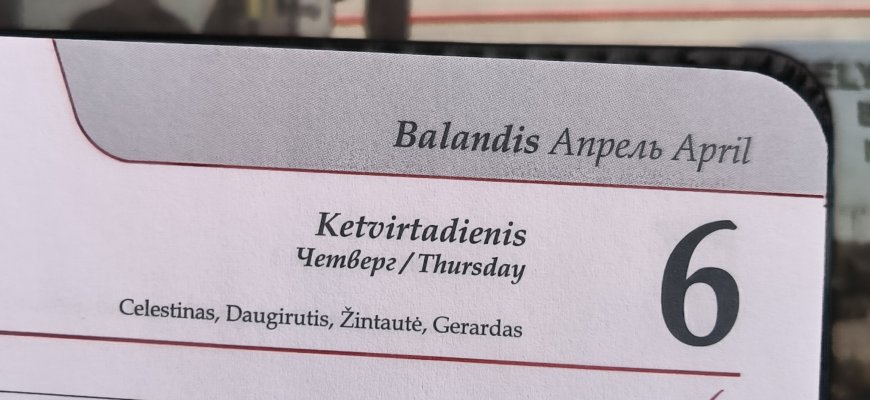 Balandis Апрель April
Ketvirtadienis
Четверг / Thursday
6
Celestinas, Daugirutis, Žintautė, Gerardas